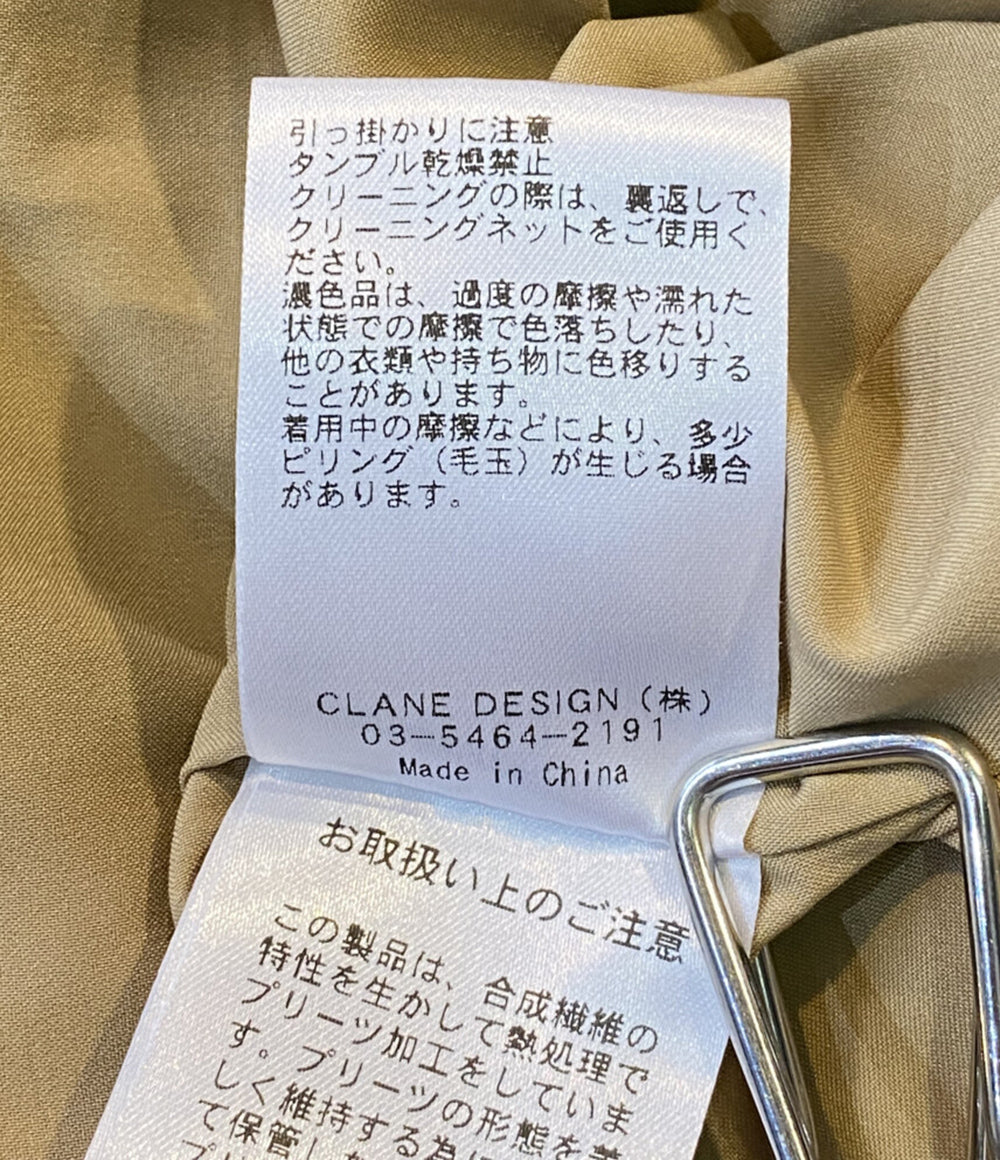 引っ掛かりに注意
タンブル乾燥禁止
クリーニングの際は、裏返しで、
クリーニングネットをご使用く
ださい。
濃色品は、過度の摩擦や濡れた
状態での摩擦で色落ちしたり、
他の衣類や持ち物に色移りする
ことがあります。
着用中の摩擦などにより、多少
ピリング（毛玉）が生じる場合
があります。
CLANE DESIGN（株）
03-5464-2191
Made in China
お取扱い上のご注意
この製品は、合成繊維の
特性を生かして熱処理で
プリーツ加工をしていま
す。プリーツの形態を美
しく維持する為に
て保管し
プリ